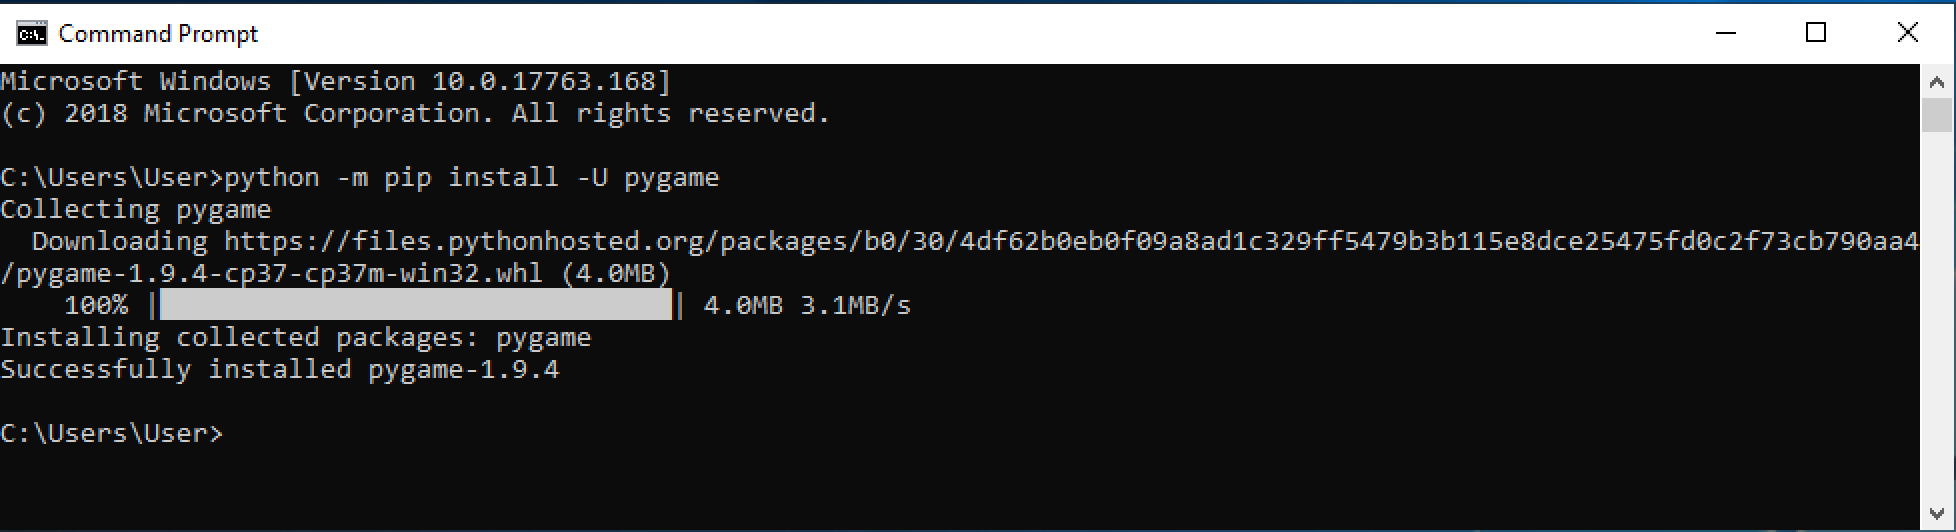 Command Prompt
Microsoft Windows [Version 10.0.17763.168]
(c) 2018 Microsoft Corporation. All rights reserved.
C:\Users\User>python -m pip install -U pygame
Collecting pygame
  Downloading https://files.pythonhosted.org/packages/b0/30/4df62b0eb0f09a8ad1c329ff5479b3b115e8dce25475fd0c2f73cb790aa4
/pygame-1.9.4-cp37-cp37m-win32.whl (4.0MB)
    100% |████████████████████████████████| 4.0MB 3.1MB/s
Installing collected packages: pygame
Successfully installed pygame-1.9.4
C:\Users\User>